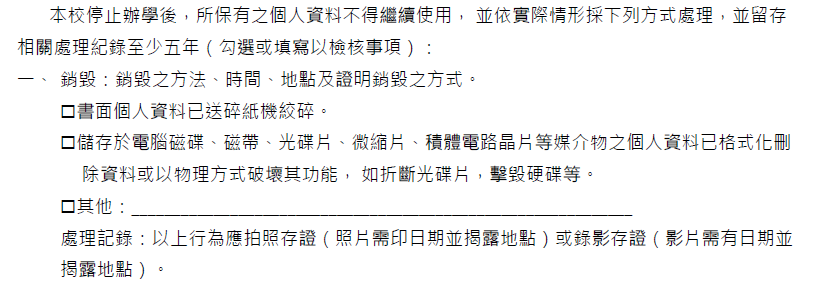 本校停止辦學後，所保有之個人資料不得繼續使用， 並依實際情形採下列方式處理，並留存
相關處理紀錄至少五年（勾選或填寫以檢核事項）：
一、 銷毀：銷毀之方法、時間、地點及證明銷毀之方式。
□書面個人資料已送碎紙機絞碎。
□儲存於電腦磁碟、磁帶、光碟片、微縮片、積體電路晶片等媒介物之個人資料已格式化刪
除資料或以物理方式破壞其功能， 如折斷光碟片，擊毀硬碟等。
□其他：__________________________________________________
處理記錄：以上行為應拍照存證（照片需印日期並揭露地點）或錄影存證（影片需有日期並
揭露地點）。